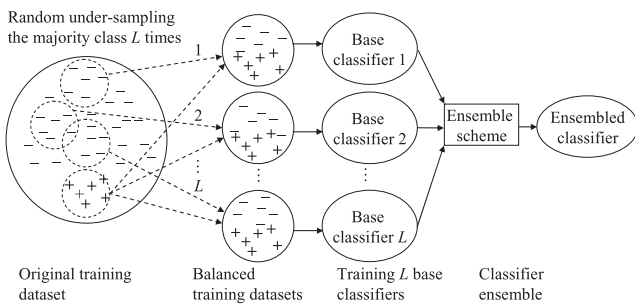 Random under-sampling
the majority class L times
1
2
L
Base
classifier 1
Base
classifier 2
Base
classifier L
Ensemble
scheme
Ensembled
classifier
Original training
dataset
Balanced
training datasets
Training L base
classifiers
Classifier
ensemble